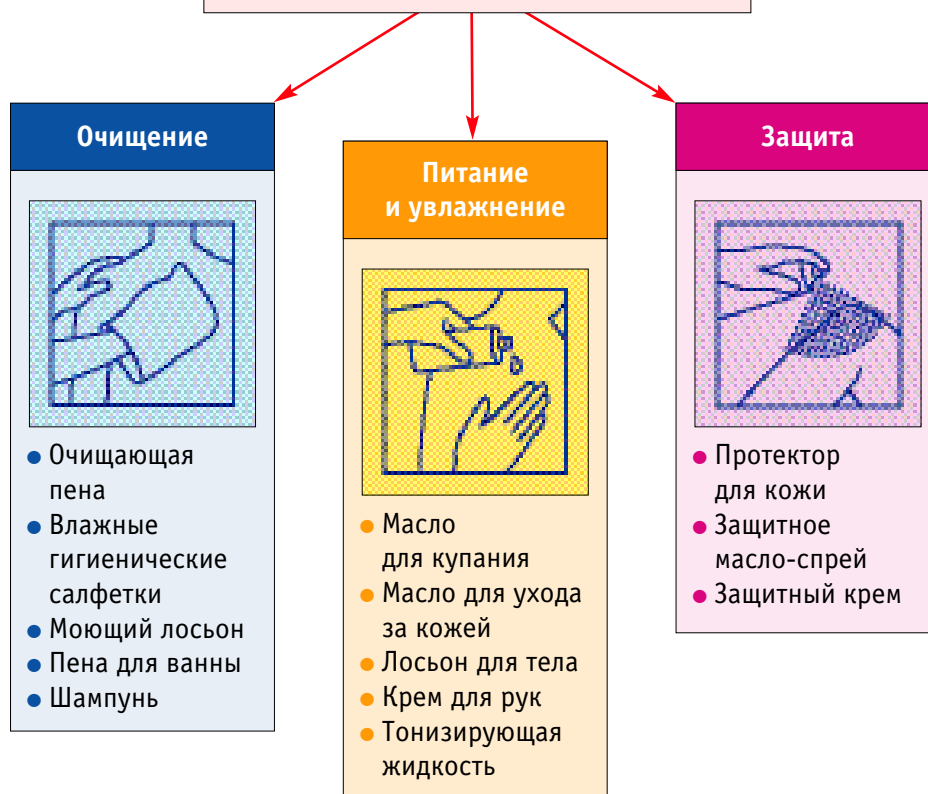 Очищение
● Очищающая
пена
● Влажные
гигиенические
салфетки
● Моющий лосьон
● Пена для ванны
● Шампунь
Питание
и увлажнение
● Масло
для купания
● Масло для ухода
за кожей
● Лосьон для тела
● Крем для рук
● Тонизирующая
жидкость
Защита
● Протектор
для кожи
● Защитное
масло-спрей
● Защитный крем